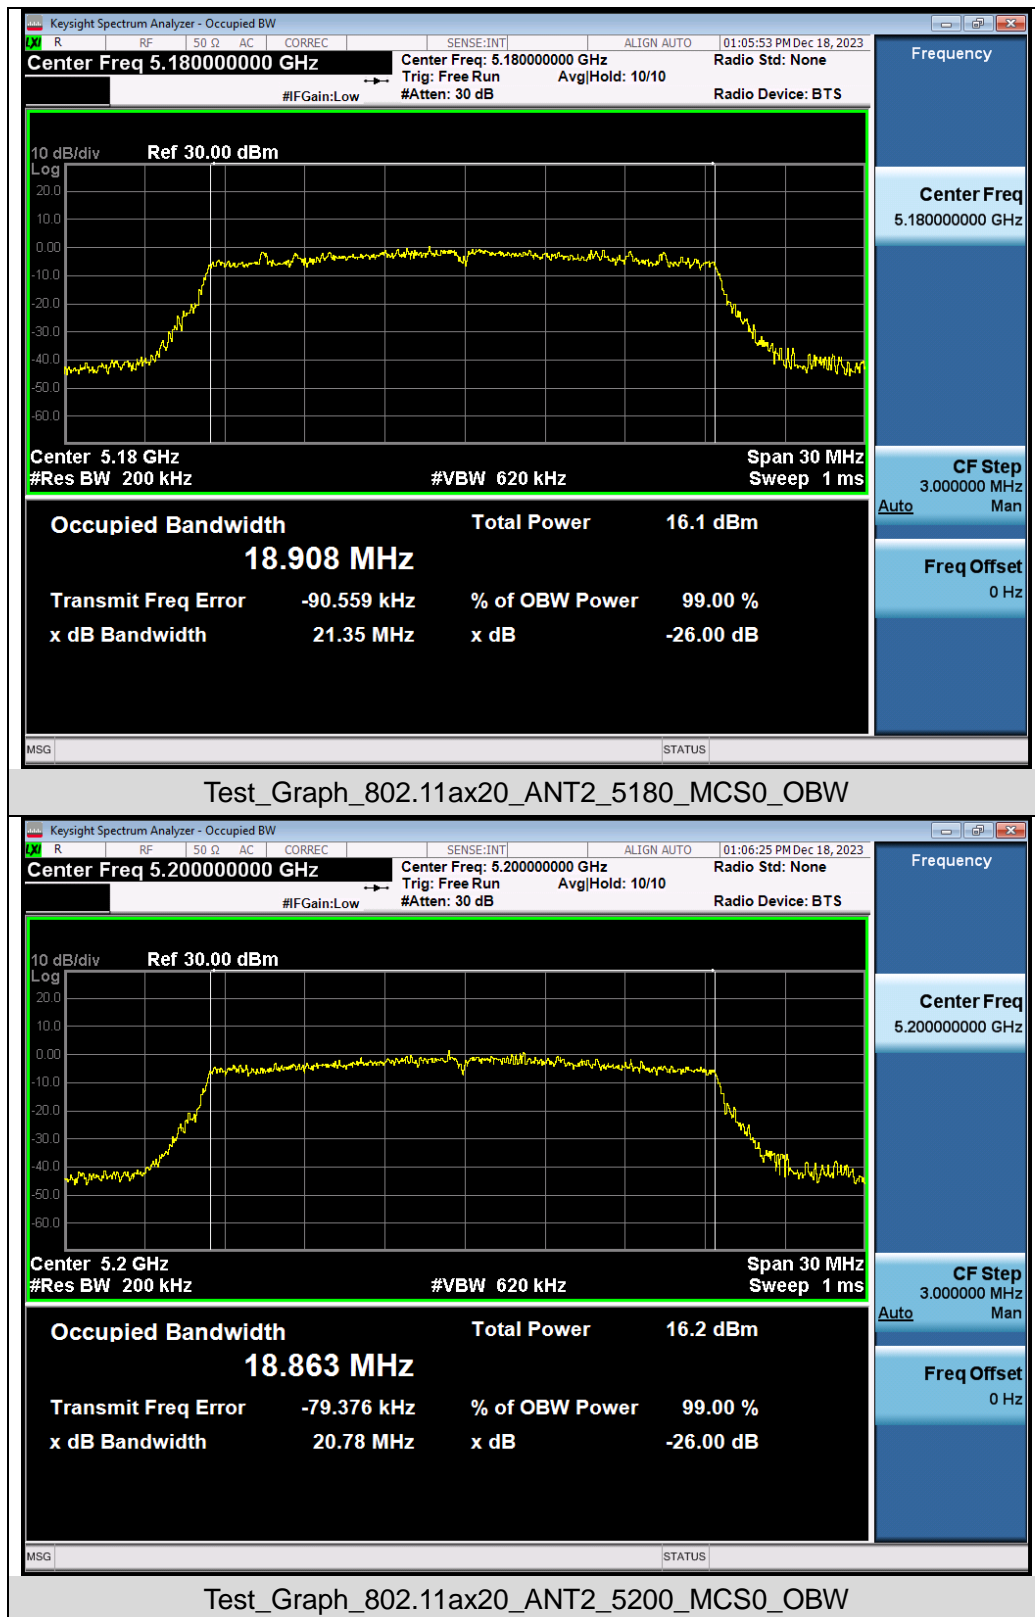 Keysight Spectrum Analyzer - Occupied BW
LXI R RF 50 Ω AC CORREC SENSE:INT ALIGN AUTO 01:05:53 PM Dec 18, 2023
Center Freq 5.180000000 GHz
Center Freq: 5.180000000 GHz
Radio Std: None
Trig: Free Run Avg|Hold: 10/10
#IFGain:Low #Atten: 30 dB Radio Device: BTS
Frequency
10 dB/div Ref 30.00 dBm
Log
20.0
10.0
0.00
-10.0
-20.0
-30.0
-40.0
-50.0
-60.0
Center Freq
5.180000000 GHz
Center 5.18 GHz Span 30 MHz
#Res BW 200 kHz #VBW 620 kHz Sweep 1 ms
CF Step
3.000000 MHz
Auto Man
Freq Offset
0 Hz
Occupied Bandwidth Total Power 16.1 dBm
18.908 MHz
Transmit Freq Error -90.559 kHz % of OBW Power 99.00 %
x dB Bandwidth 21.35 MHz x dB -26.00 dB
MSG STATUS
Test_Graph_802.11ax20_ANT2_5180_MCS0_OBW
Keysight Spectrum Analyzer - Occupied BW
LXI R RF 50 Ω AC CORREC SENSE:INT ALIGN AUTO 01:06:25 PM Dec 18, 2023
Center Freq 5.200000000 GHz
Center Freq: 5.200000000 GHz
Radio Std: None
Trig: Free Run Avg|Hold: 10/10
#IFGain:Low #Atten: 30 dB Radio Device: BTS
Frequency
10 dB/div Ref 30.00 dBm
Log
20.0
10.0
0.00
-10.0
-20.0
-30.0
-40.0
-50.0
-60.0
Center Freq
5.200000000 GHz
Center 5.2 GHz Span 30 MHz
#Res BW 200 kHz #VBW 620 kHz Sweep 1 ms
CF Step
3.000000 MHz
Auto Man
Freq Offset
0 Hz
Occupied Bandwidth Total Power 16.2 dBm
18.863 MHz
Transmit Freq Error -79.376 kHz % of OBW Power 99.00 %
x dB Bandwidth 20.78 MHz x dB -26.00 dB
MSG STATUS
Test_Graph_802.11ax20_ANT2_5200_MCS0_OBW